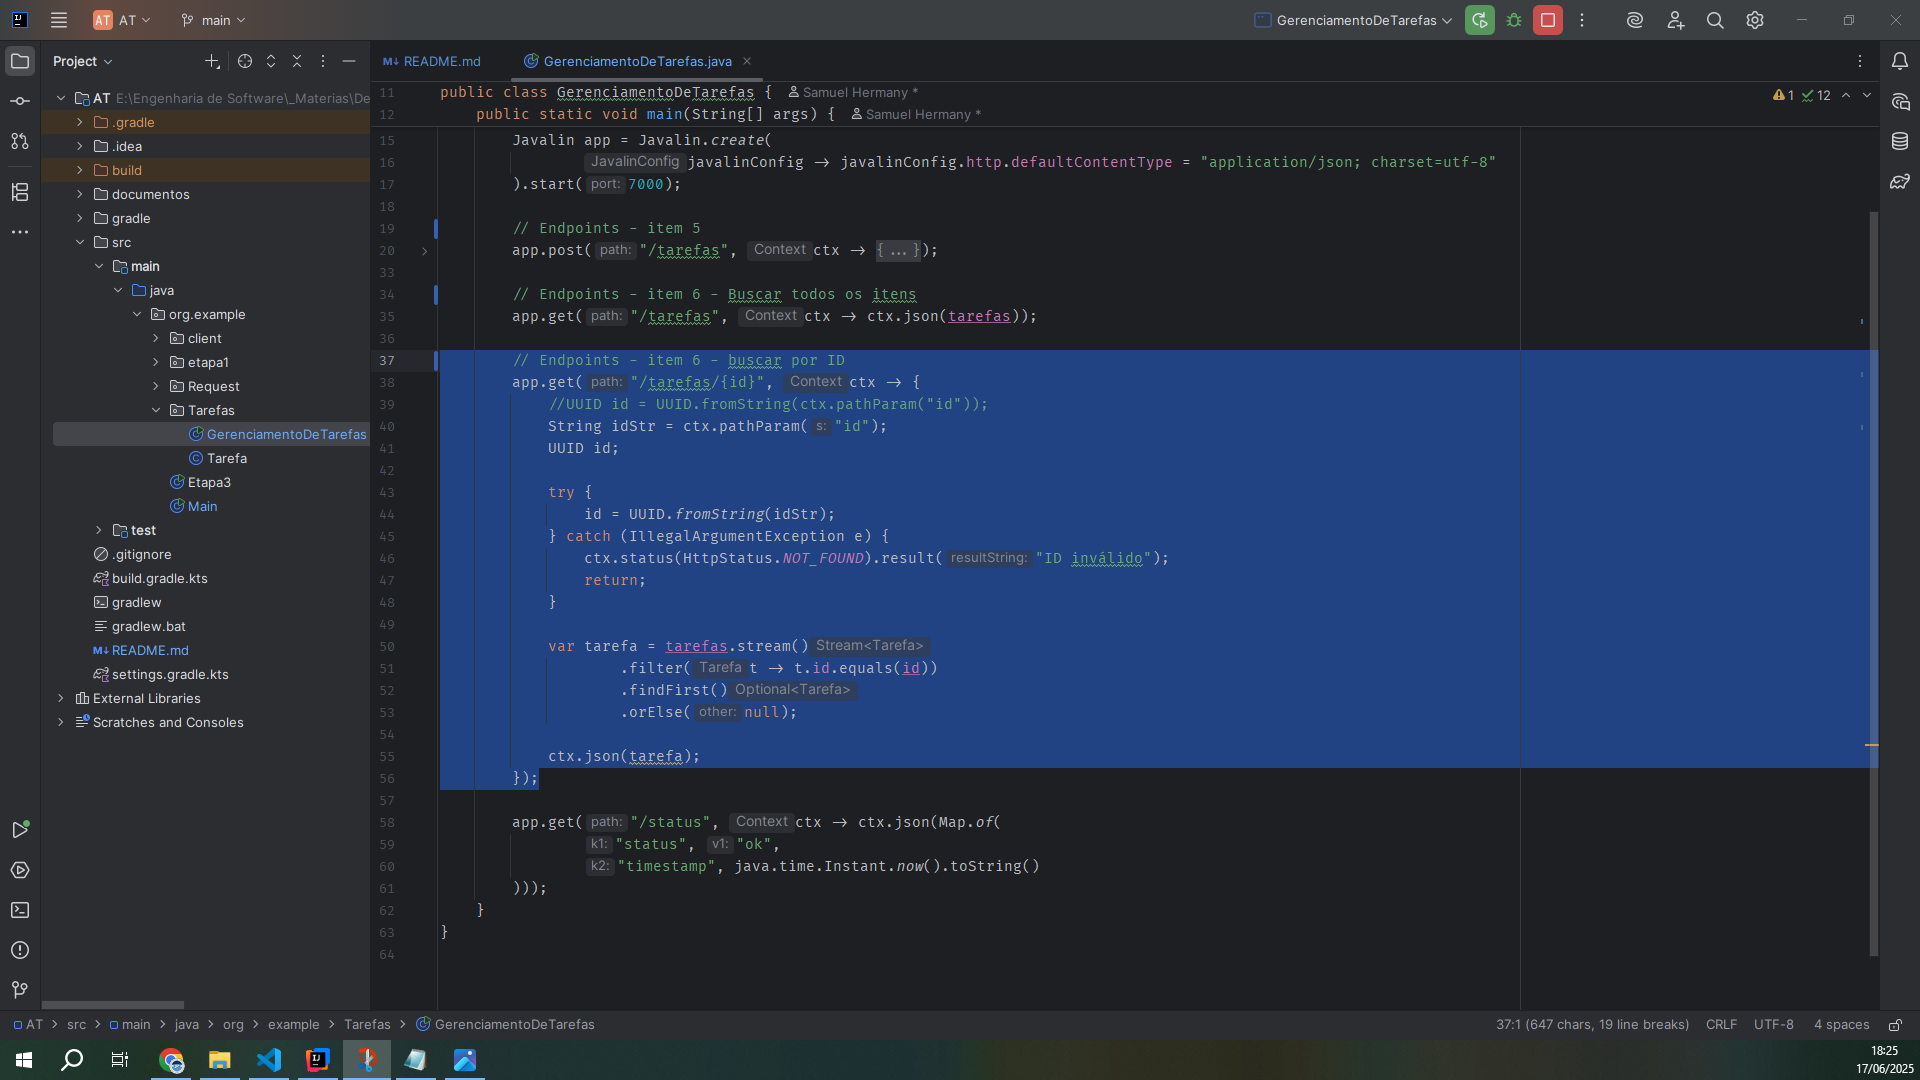 AT AT main GerenciamentoDeTarefas
Project README.md GerenciamentoDeTarefas.java
AT E:\Engenharia de Software\_Materias\De
.gradle
.idea
build
documentos
gradle
src
main
java
org.example
client
etapa1
Request
Tarefas
GerenciamentoDeTarefas
Tarefa
Etapa3
Main
test
.gitignore
build.gradle.kts
gradlew
gradlew.bat
README.md
settings.gradle.kts
External Libraries
Scratches and Consoles
1 12
11 public class GerenciamentoDeTarefas { Samuel Hermany *
12 public static void main(String[] args) { Samuel Hermany *
15 Javalin app = Javalin.create(
16 JavalinConfig javalinConfig -> javalinConfig.http.defaultContentType = "application/json; charset=utf-8"
17 ).start( port: 7000);
18
19 // Endpoints - item 5
20 app.post( path: "/tarefas", Context ctx -> {...});
33
34 // Endpoints - item 6 - Buscar todos os itens
35 app.get( path: "/tarefas", Context ctx -> ctx.json(tarefas));
36
37 // Endpoints - item 6 - buscar por ID
38 app.get( path: "/tarefas/{id}", Context ctx -> {
39 //UUID id = UUID.fromString(ctx.pathParam("id"));
40 String idStr = ctx.pathParam( s: "id");
41 UUID id;
42
43 try {
44 id = UUID.fromString(idStr);
45 } catch (IllegalArgumentException e) {
46 ctx.status(HttpStatus.NOT_FOUND).result( resultString: "ID inválido");
47 return;
48 }
49
50 var tarefa = tarefas.stream() Stream<Tarefa>
51 .filter( Tarefa t -> t.id.equals(id))
52 .findFirst() Optional<Tarefa>
53 .orElse( other: null);
54
55 ctx.json(tarefa);
56 });
57
58 app.get( path: "/status", Context ctx -> ctx.json(Map.of(
59 k1: "status", v1: "ok",
60 k2: "timestamp", java.time.Instant.now().toString()
61 )));
62 }
63 }
64
AT > src > main > java > org > example > Tarefas > GerenciamentoDeTarefas 37:1 (647 chars, 19 line breaks) CRLF UTF-8 4 spaces
18:25
17/06/2025